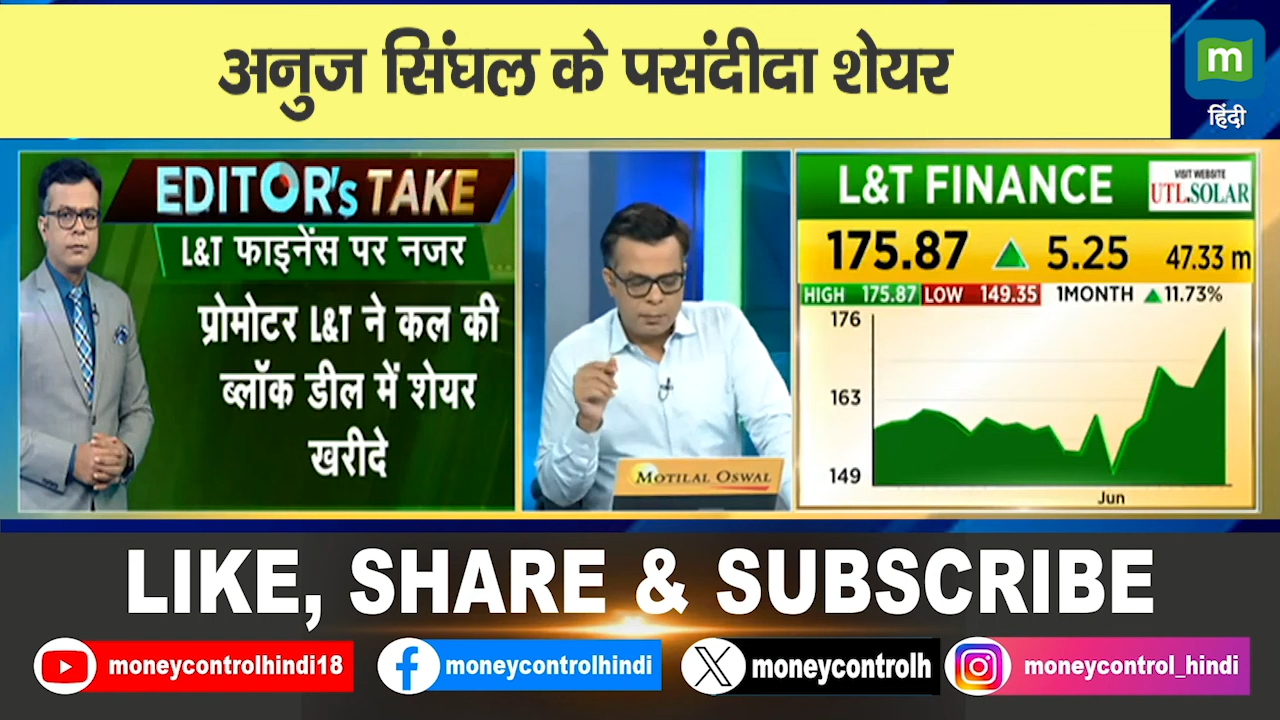 अनुज सिंघल के पसंदीदा शेयर
m
हिंदी
EDITOR's TAKE
L&T फाइनेंस पर नजर
प्रोमोटर L&T ने कल की
ब्लॉक डील में शेयर
खरीदे
MOTILAL OSWAL
L&T FINANCE
VISIT WEBSITE
UTL.SOLAR
175.87 ▲ 5.25 47.33 m
HIGH 175.87 LOW 149.35 1MONTH ▲ 11.73%
176
163
149
Jun
LIKE, SHARE & SUBSCRIBE
moneycontrolhindi18
moneycontrolhindi
moneycontrolh
moneycontrol_hindi